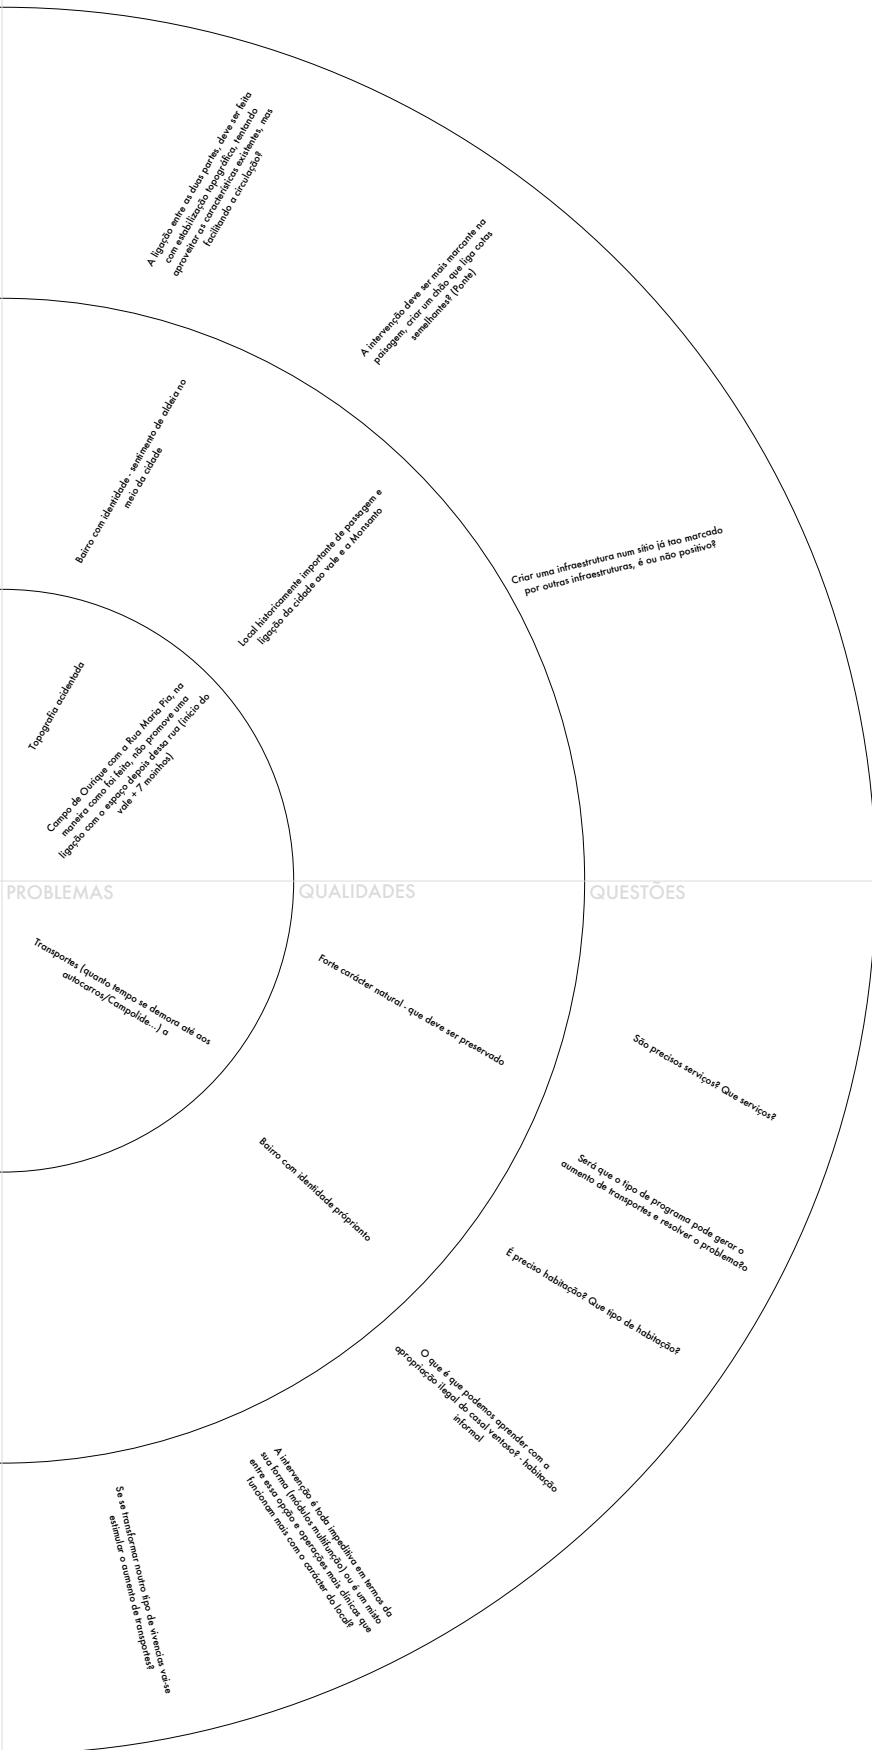 A ligação entre as duas partes, deve ser feita
com estabilização topográfica, tentando
aproveitar as características existentes, mas
facilitando a circulação?
A intervenção deve ser mais marcante na
paisagem, criar um chão que liga cotas
semelhantes? (Ponte)
Bairro com identidade - sentimento de aldeia no
meio da cidade
Local historicamente importante de passagem e
ligação da cidade ao vale e a Monsanto
Criar uma infraestrutura num sítio já tao marcado
por outras infraestruturas, é ou não positivo?
Topografia acidentada
Campo de Ourique com a Rua Maria Pia, na
maneira como foi feita, não promove uma
ligação com o espaço depois dessa rua (início do
vale + 7 moinhos)
PROBLEMAS
QUALIDADES
QUESTÕES
Transportes (quanto tempo se demora até aos
autocarros/Campolide...) a
Forte carácter natural - que deve ser preservado
São precisos serviços? Que serviços?
Bairro com identidade próprianto
Será que o tipo de programa pode gerar o
aumento de transportes e resolver o problema?o
É preciso habitação? Que tipo de habitação?
O que é que podemos aprender com a
apropriação ilegal do casal ventoso? - habitação
informal
A intervenção é toda impeditiva em termos da
sua forma (módulos multifunção) ou é um misto
entre essa opção e operações mais clínicas que
funcionam mais com o carácter do local?
Se se transformar noutro tipo de vivencias vai-se
estimular o aumento de transportes?